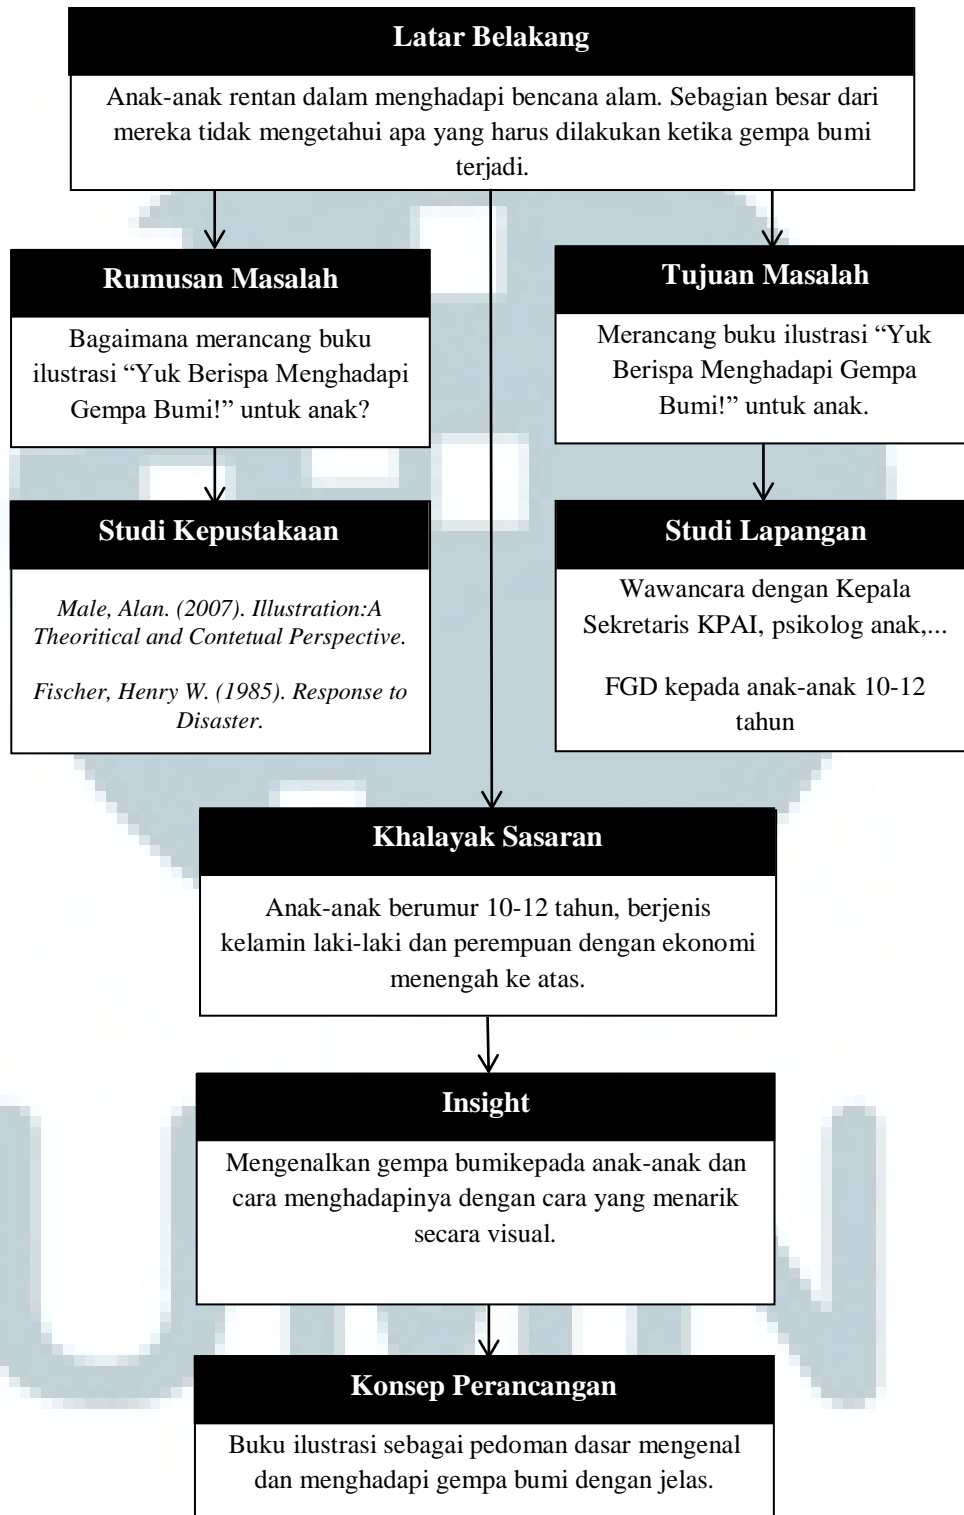 Latar Belakang
Anak-anak rentan dalam menghadapi bencana alam. Sebagian besar dari
mereka tidak mengetahui apa yang harus dilakukan ketika gempa bumi
terjadi.
Rumusan Masalah
Bagaimana merancang buku
ilustrasi “Yuk Berispa Menghadapi
Gempa Bumi!” untuk anak?
Tujuan Masalah
Merancang buku ilustrasi “Yuk
Berispa Menghadapi Gempa
Bumi!” untuk anak.
Studi Kepustakaan
Male, Alan. (2007). Illustration:A
Theoritical and Contetual Perspective.
Fischer, Henry W. (1985). Response to
Disaster.
Studi Lapangan
Wawancara dengan Kepala
Sekretaris KPAI, psikolog anak,...
FGD kepada anak-anak 10-12
tahun
Khalayak Sasaran
Anak-anak berumur 10-12 tahun, berjenis
kelamin laki-laki dan perempuan dengan ekonomi
menengah ke atas.
Insight
Mengenalkan gempa bumikepada anak-anak dan
cara menghadapinya dengan cara yang menarik
secara visual.
Konsep Perancangan
Buku ilustrasi sebagai pedoman dasar mengenal
dan menghadapi gempa bumi dengan jelas.
UMN